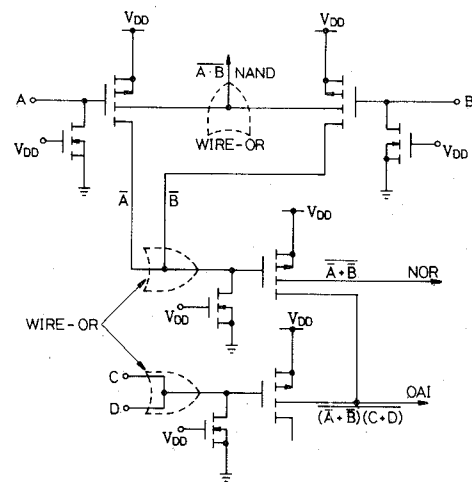 VDD VDD
A̅·̅B̅ NAND
A B
VDD VDD
WIRE-OR
A̅ B̅
VDD
A̅+̅B̅ NOR
VDD
WIRE-OR
VDD
C
D
OAI
(A̅+B̅)(C+D)
VDD